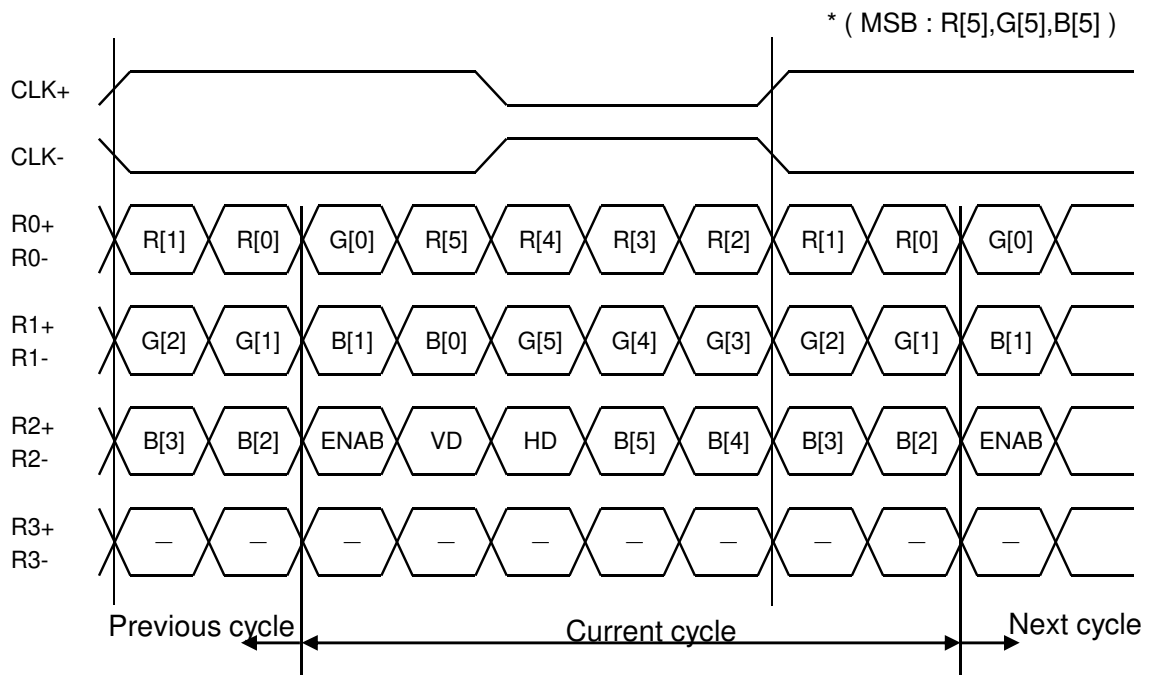 * ( MSB : R[5],G[5],B[5] )
CLK+
CLK-
R0+
R0-
R[1] R[0] G[0] R[5] R[4] R[3] R[2] R[1] R[0] G[0]
R1+
R1-
G[2] G[1] B[1] B[0] G[5] G[4] G[3] G[2] G[1] B[1]
R2+
R2-
B[3] B[2] ENAB VD HD B[5] B[4] B[3] B[2] ENAB
R3+
R3-
– – – – – – – – – –
Previous cycle Current cycle Next cycle